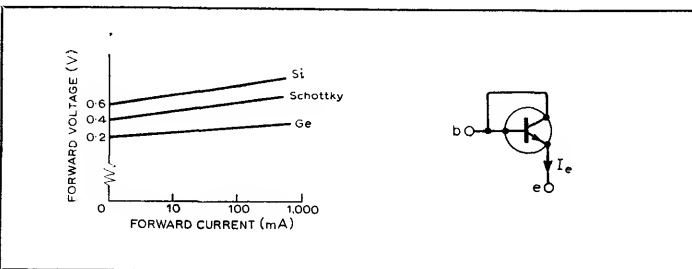 FORWARD VOLTAGE (V)
0·6
0·4
0·2
Si
Schottky
Ge
0
10
100
1,000
FORWARD CURRENT (mA)
b
Ie
e